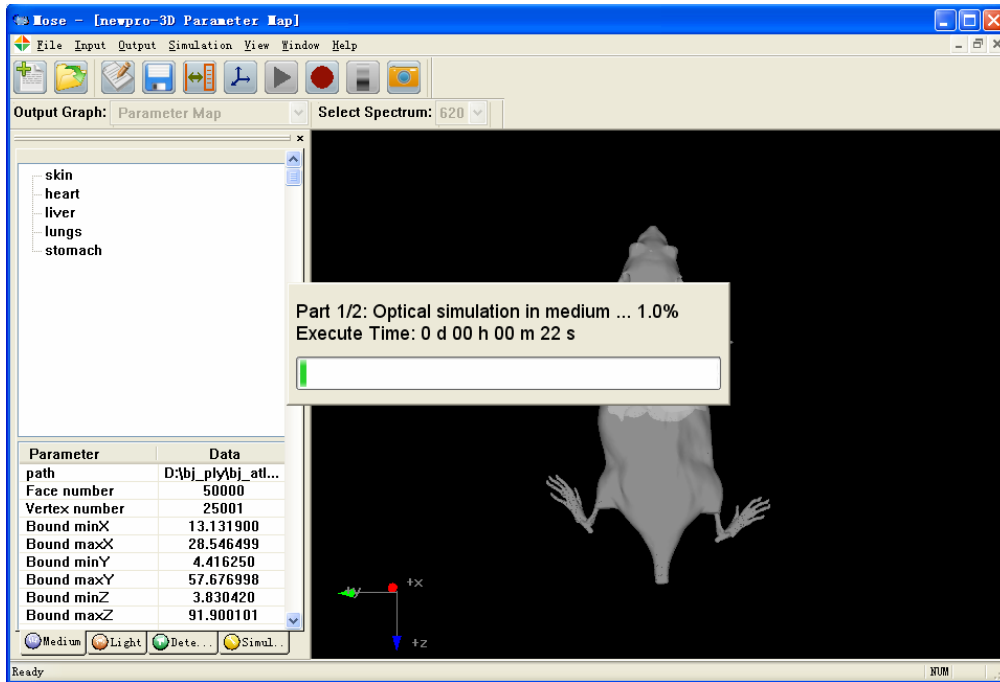 Mose - [newpro-3D Parameter Map]
File Input Output Simulation View Window Help
Output Graph: Parameter Map Select Spectrum: 620
skin
heart
liver
lungs
stomach
Part 1/2: Optical simulation in medium ... 1.0%
Execute Time: 0 d 00 h 00 m 22 s
Parameter Data
path D:\bj_ply\bj_atl...
Face number 50000
Vertex number 25001
Bound minX 13.131900
Bound maxX 28.546499
Bound minY 4.416250
Bound maxY 57.676998
Bound minZ 3.830420
Bound maxZ 91.900101
+x
+z
Medium Light Dete... Simul..
Ready NUM